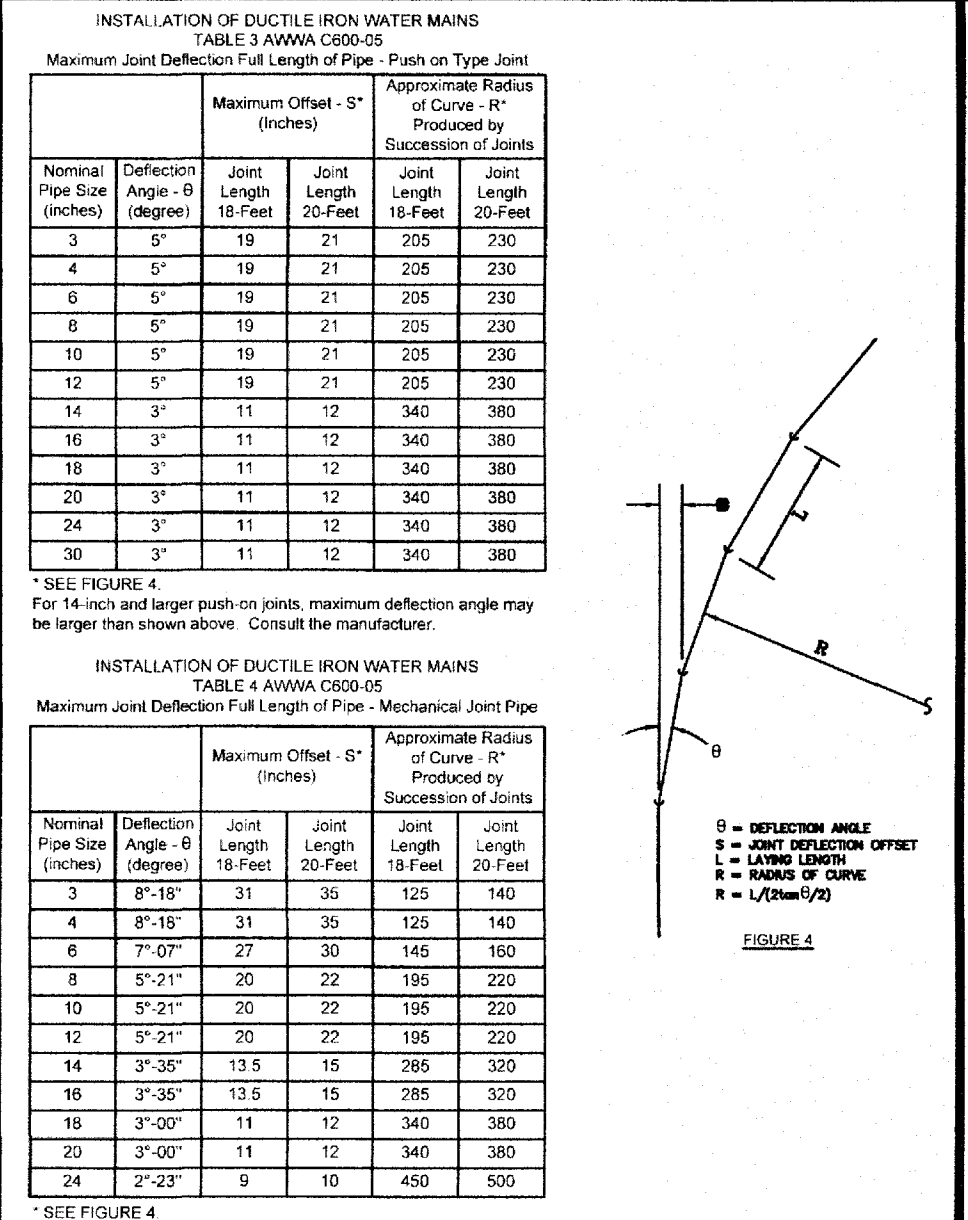 INSTALLATION OF DUCTILE IRON WATER MAINS
TABLE 3 AWWA C600-05
Maximum Joint Deflection Full Length of Pipe - Push on Type Joint
Maximum Offset - S*
(Inches)
Approximate Radius
of Curve - R*
Produced by
Succession of Joints
Nominal Pipe Size (inches) Deflection Angle - θ (degree) Joint Length 18-Feet Joint Length 20-Feet Joint Length 18-Feet Joint Length 20-Feet
3 5° 19 21 205 230
4 5° 19 21 205 230
6 5° 19 21 205 230
8 5° 19 21 205 230
10 5° 19 21 205 230
12 5° 19 21 205 230
14 3° 11 12 340 380
16 3° 11 12 340 380
18 3° 11 12 340 380
20 3° 11 12 340 380
24 3° 11 12 340 380
30 3° 11 12 340 380
* SEE FIGURE 4.
For 14-inch and larger push-on joints, maximum deflection angle may
be larger than shown above. Consult the manufacturer.
INSTALLATION OF DUCTILE IRON WATER MAINS
TABLE 4 AWWA C600-05
Maximum Joint Deflection Full Length of Pipe - Mechanical Joint Pipe
Maximum Offset - S*
(Inches)
Approximate Radius
of Curve - R*
Produced by
Succession of Joints
Nominal Pipe Size (inches) Deflection Angle - θ (degree) Joint Length 18-Feet Joint Length 20-Feet Joint Length 18-Feet Joint Length 20-Feet
3 8°-18" 31 35 125 140
4 8°-18" 31 35 125 140
6 7°-07" 27 30 145 160
8 5°-21" 20 22 195 220
10 5°-21" 20 22 195 220
12 5°-21" 20 22 195 220
14 3°-35" 13.5 15 285 320
16 3°-35" 13.5 15 285 320
18 3°-00" 11 12 340 380
20 3°-00" 11 12 340 380
24 2°-23" 9 10 450 500
* SEE FIGURE 4.
L
R
θ
θ = DEFLECTION ANGLE
S = JOINT DEFLECTION OFFSET
L = LAYING LENGTH
R = RADIUS OF CURVE
R = L/(2tanθ/2)
FIGURE 4